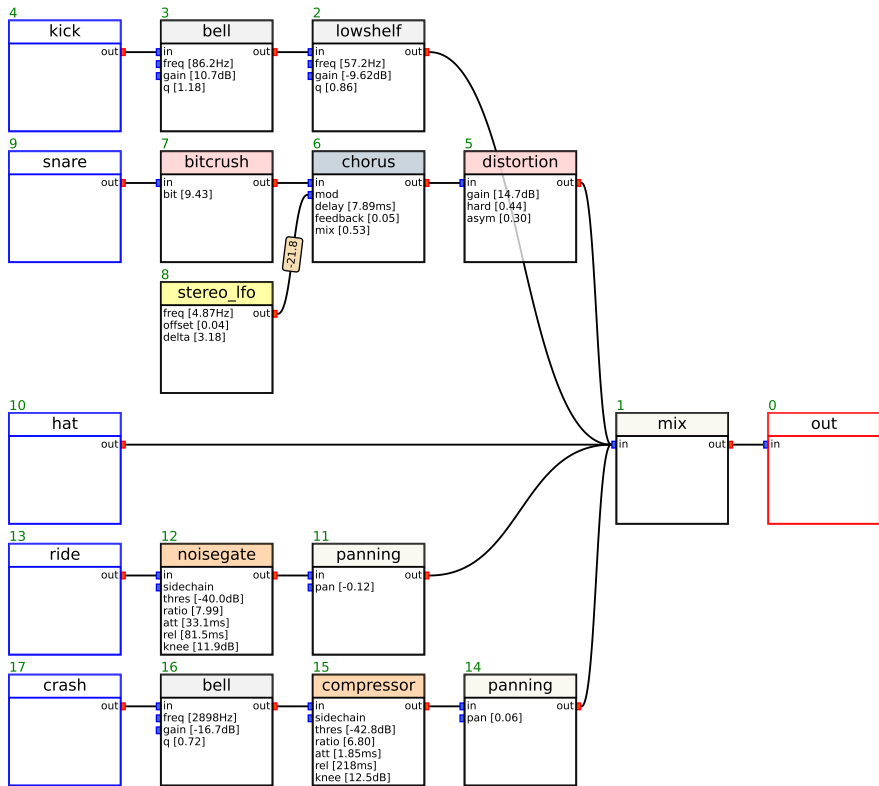 4
kick
out
3
bell
in out
freq [86.2Hz]
gain [10.7dB]
q [1.18]
2
lowshelf
in out
freq [57.2Hz]
gain [-9.62dB]
q [0.86]
9
snare
out
7
bitcrush
in out
bit [9.43]
6
chorus
in out
mod
delay [7.89ms]
feedback [0.05]
mix [0.53]
5
distortion
in out
gain [14.7dB]
hard [0.44]
asym [0.30]
-21.8
8
stereo_lfo
freq [4.87Hz] out
offset [0.04]
delta [3.18]
10
hat
out
1
mix
in out
0
out
in
13
ride
out
12
noisegate
in out
sidechain
thres [-40.0dB]
ratio [7.99]
att [33.1ms]
rel [81.5ms]
knee [11.9dB]
11
panning
in out
pan [-0.12]
17
crash
out
16
bell
in out
freq [2898Hz]
gain [-16.7dB]
q [0.72]
15
compressor
in out
sidechain
thres [-42.8dB]
ratio [6.80]
att [1.85ms]
rel [218ms]
knee [12.5dB]
14
panning
in out
pan [0.06]